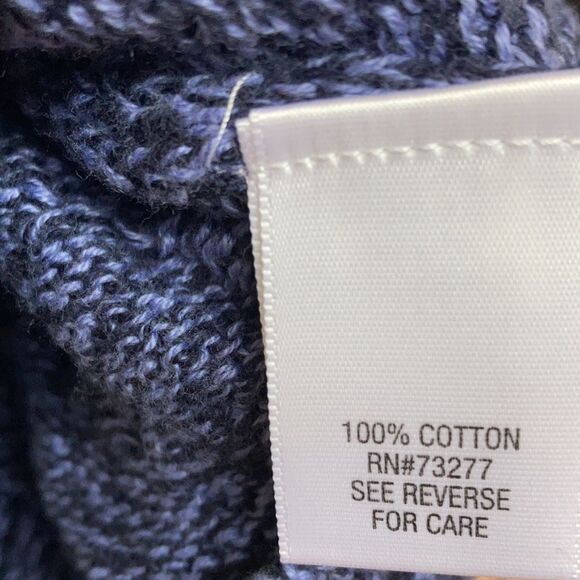 100% COTTON
RN#73277
SEE REVERSE
FOR CARE